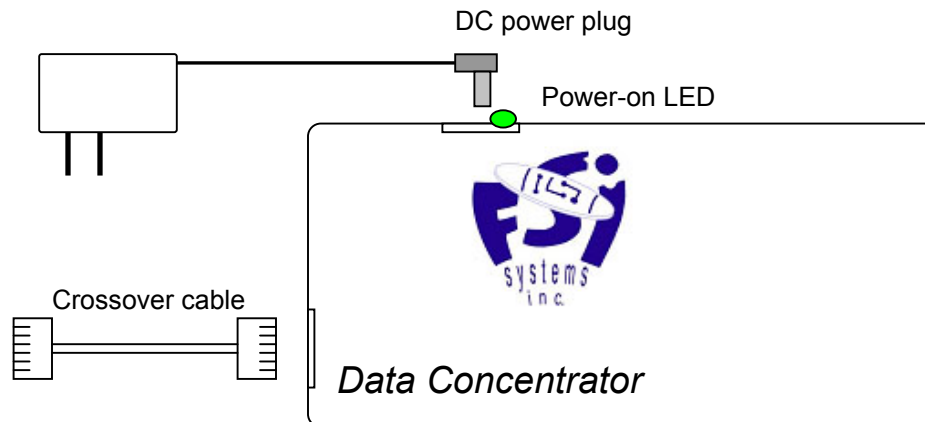 DC power plug
Power-on LED
FSi
systems
inc.
Crossover cable
Data Concentrator